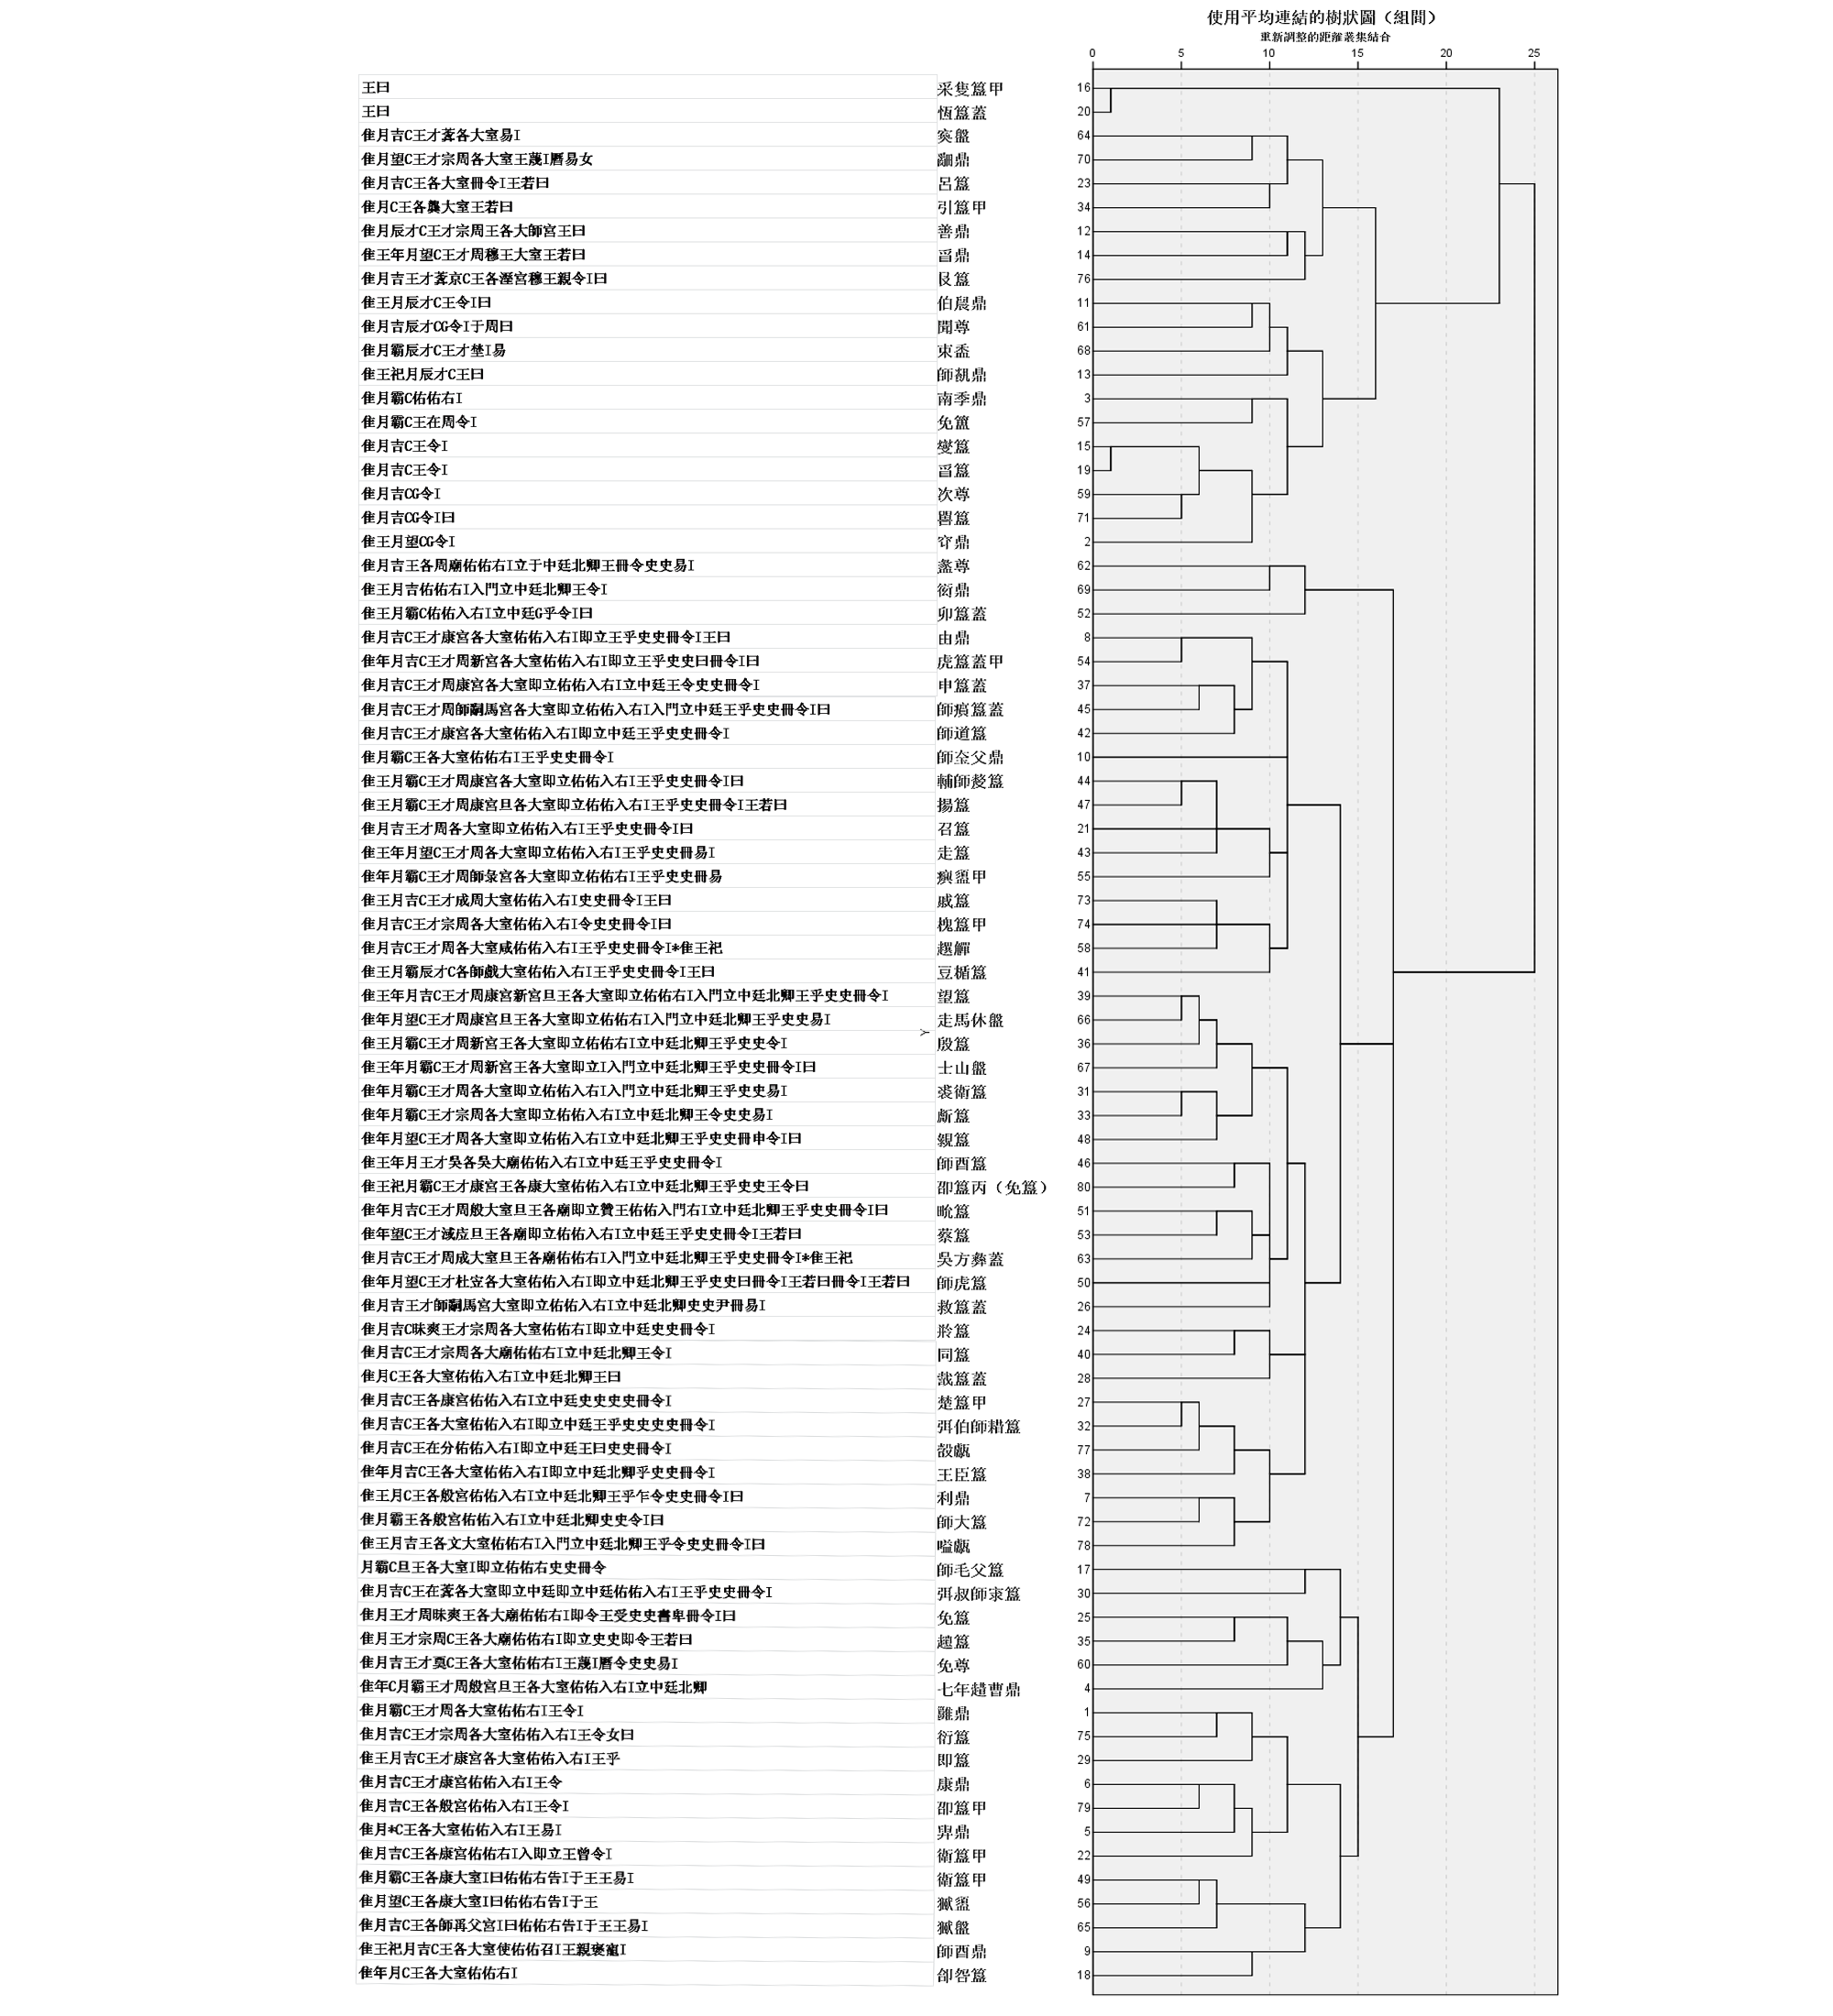 使用平均連結的樹狀圖（組間）
重新調整的距離叢集結合
0 5 10 15 20 25
王曰 采隻簋甲 16
王曰 恆簋蓋 20
隹月吉C王才葊各大室易I 寏盤 64
隹月望C王才宗周各大室王蔑I曆易女 鼎 70
隹月吉C王各大室冊令I王若曰 呂簋 23
隹月C王各龔大室王若曰 引簋甲 34
隹月辰才C王才宗周王各大師宮王曰 善鼎 12
隹王年月望C王才周穆王大室王若曰 曶鼎 14
隹月吉王才葊京C王各溼宮穆王親令I曰 簋 76
隹王月辰才C王令I曰 伯晨鼎 11
隹月吉辰才CG令I于周曰 聞尊 61
隹月霸辰才C王才I易 朿盉 68
隹王祀月辰才C王曰 師鼎 13
隹月霸C佑佑右I 南季鼎 3
隹月霸C王在周令I 免簠 57
隹月吉C王令I 燮簋 15
隹月吉C王令I 曶簋 19
隹月吉CG令I 次尊 59
隹月吉CG令I曰 簋 71
隹王月望CG令I 鼎 2
隹月吉王各周廟佑佑右I立于中廷北卿王冊令史史易I 盠尊 62
隹王月吉佑佑右I入門立中廷北卿王令I 鼎 69
隹王月霸C佑佑入右I立中廷G乎令I曰 卯簋蓋 52
隹月吉C王才康宮各大室佑佑入右I即立王乎史史冊令I王曰 由鼎 8
隹年月吉C王才周新宮各大室佑佑入右I即立王乎史史曰冊令I曰 虎簋蓋甲 54
隹月吉C王才周康宮各大室即立佑佑入右I立中廷王令史史冊令I 申簋蓋 37
隹月吉C王才周師嗣馬宮各大室即立佑佑入右I入門立中廷王乎史史冊令I曰 師瘨簋蓋 45
隹月吉C王才康宮各大室佑佑入右I即立中廷王乎史史冊令I 師道簋 42
隹月霸C王各大室佑佑右I王乎史史冊令I 師父鼎 10
隹王月霸C王才周康宮各大室即立佑佑入右I王乎史史冊令I曰 輔師嫠簋 44
隹王月霸C王才周康宮旦各大室即立佑佑入右I王乎史史冊令I王若曰 揚簋 47
隹月吉王才周各大室即立佑佑入右I王乎史史冊令I曰 召簋 21
隹王年月望C王才周各大室即立佑佑入右I王乎史史冊易I 走簋 43
隹年月霸C王才周師彔宮各大室即立佑佑右I王乎史史冊易 𤼈盨甲 55
隹王月吉C王才成周大室佑佑入右I史史冊令I王曰 戚簋 73
隹月吉C王才宗周各大室佑佑入右I令史史冊令I曰 槐簋甲 74
隹月吉C王才周各大室咸佑佑入右I王乎史史冊令I*隹王祀 趩觶 58
隹王月霸辰才C各師戲大室佑佑入右I王乎史史冊令I王曰 豆楯簋 41
隹王年月吉C王才周康宮新宮旦王各大室即立佑佑右I入門立中廷北卿王乎史史冊令I 望簋 39
隹年月望C王才周康宮旦王各大室即立佑佑右I入門立中廷北卿王乎史史易I 走馬休盤 66
隹王月霸C王才周新宮王各大室即立佑佑右I立中廷北卿王乎史史令I 殷簋 36
隹王年月霸C王才周新宮王各大室即立I入門立中廷北卿王乎史史冊令I曰 士山盤 67
隹年月霸C王才周各大室即立佑佑入右I入門立中廷北卿王乎史史易I 裘衛簋 31
隹年月霸C王才宗周各大室即立佑佑入右I立中廷北卿王令史史易I 簋 33
隹年月望C王才周各大室即立佑佑入右I立中廷北卿王乎史史冊申令I曰 親簋 48
隹王年月王才吳各吳大廟佑佑入右I立中廷王乎史史冊令I 師酉簋 46
隹王祀月霸C王才康宮王各康大室佑佑入右I立中廷北卿王乎史史王令曰 卲簋丙（免簋） 80
隹年月吉C王才周般大室旦王各廟即立贊王佑佑入門右I立中廷北卿王乎史史冊令I曰 㽙簋 51
隹年望C王才減应旦王各廟即立佑佑入右I立中廷王乎史史冊令I王若曰 蔡簋 53
隹月吉C王才周成大室旦王各廟佑佑右I入門立中廷北卿王乎史史冊令I*隹王祀 吳方彝蓋 63
隹年月望C王才杜㡯各大室佑佑入右I即立中廷北卿王乎史史曰冊令I王若曰冊令I王若曰 師虎簋 50
隹月吉王才師嗣馬宮大室即立佑佑入右I立中廷北卿史史尹冊易I 救簋蓋 26
隹月吉C昧爽王才宗周各大室佑佑右I即立中廷史史冊令I 簋 24
隹月吉C王才宗周各大廟佑佑右I立中廷北卿王令I 同簋 40
隹月C王各大室佑佑入右I立中廷北卿王曰 簋蓋 28
隹月吉C王各康宮佑佑入右I立中廷史史史史冊令I 楚簋甲 27
隹月吉C王各大室佑佑入右I即立中廷王乎史史史史冊令I 弭伯師耤簋 32
隹月吉C王在分佑佑入右I即立中廷王曰史史冊令I 㝅甗 77
隹年月吉C王各大室佑佑入右I即立中廷北卿乎史史冊令I 王臣簋 38
隹王月C王各般宮佑佑入右I立中廷北卿王乎乍令史史冊令I曰 利鼎 7
隹月霸王各般宮佑佑入右I立中廷北卿史史令I曰 師大簋 72
隹王月吉王各文大室佑佑右I入門立中廷北卿王乎令史史冊令I曰 嗌甗 78
月霸C旦王各大室I即立佑佑右史史冊令 師毛父簋 17
隹月吉C王在葊各大室即立中廷即立中廷佑佑入右I王乎史史冊令I 弭叔師察簋 30
隹月王才周昧爽王各大廟佑佑右I即令王受史史書卑冊令I曰 免簋 25
隹月王才宗周C王各大廟佑佑右I即立史史即令王若曰 趞簋 35
隹月吉王才奠C王各大室佑佑右I王蔑I曆令史史易I 免尊 60
隹年C月霸王才周般宮旦王各大室佑佑入右I立中廷北卿 七年趞曹鼎 4
隹月霸C王才周各大室佑佑右I王令I 鼎 1
隹月吉C王才宗周各大室佑佑入右I王令女曰 衍簋 75
隹王月吉C王才康宮各大室佑佑入右I王乎 即簋 29
隹月吉C王才康宮佑佑入右I王令 康鼎 6
隹月吉C王各般宮佑佑入右I王令I 卲簋甲 79
隹月*C王各大室佑佑入右I王易I 鼎 5
隹月吉C王各康宮佑佑右I入即立王曾令I 衛簋甲 22
隹月霸C王各康大室I曰佑佑右告I于王王易I 衛簋甲 49
隹月望C王各康大室I曰佑佑右告I于王 盨 56
隹月吉C王各師再父宮I曰佑佑右告I于王王易I 盤 65
隹王祀月吉C王各大室使佑佑召I王親褒寵I 師酉鼎 9
隹年月C王各大室佑佑右I 卻咎簋 18
Y